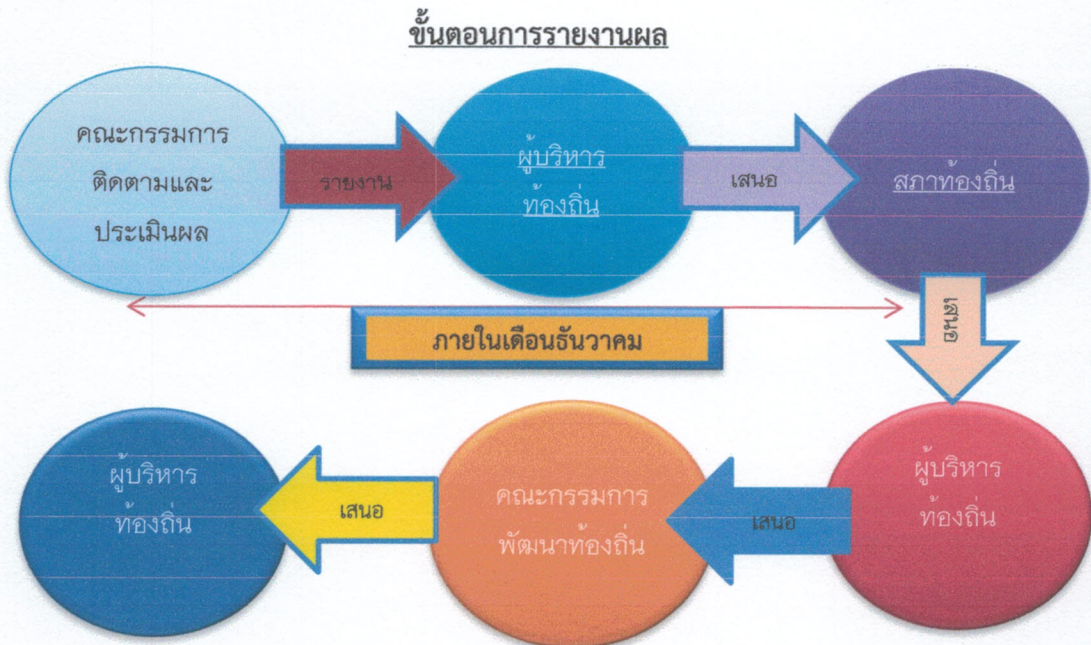 ขั้นตอนการรายงานผล
คณะกรรมการ
ติดตามและ
ประเมินผล
รายงาน
ผู้บริหาร
ท้องถิ่น
เสนอ
สภาท้องถิ่น
ภายในเดือนธันวาคม
เสนอ
ผู้บริหาร
ท้องถิ่น
เสนอ
คณะกรรมการ
พัฒนาท้องถิ่น
เสนอ
ผู้บริหาร
ท้องถิ่น